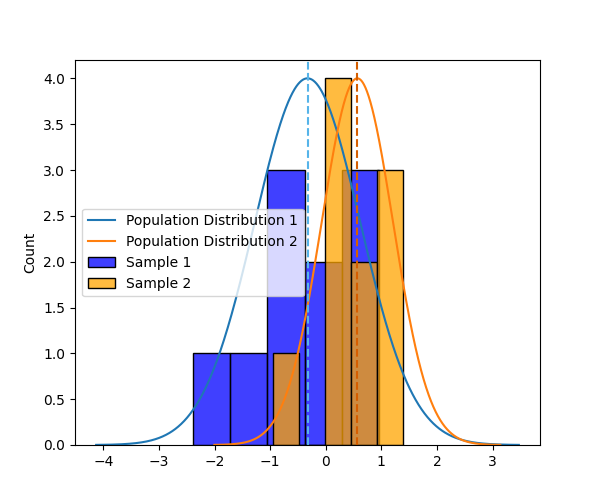 4.0
3.5
3.0
2.5
2.0
1.5
1.0
0.5
0.0
Count
Population Distribution 1
Population Distribution 2
Sample 1
Sample 2
−4 −3 −2 −1 0 1 2 3